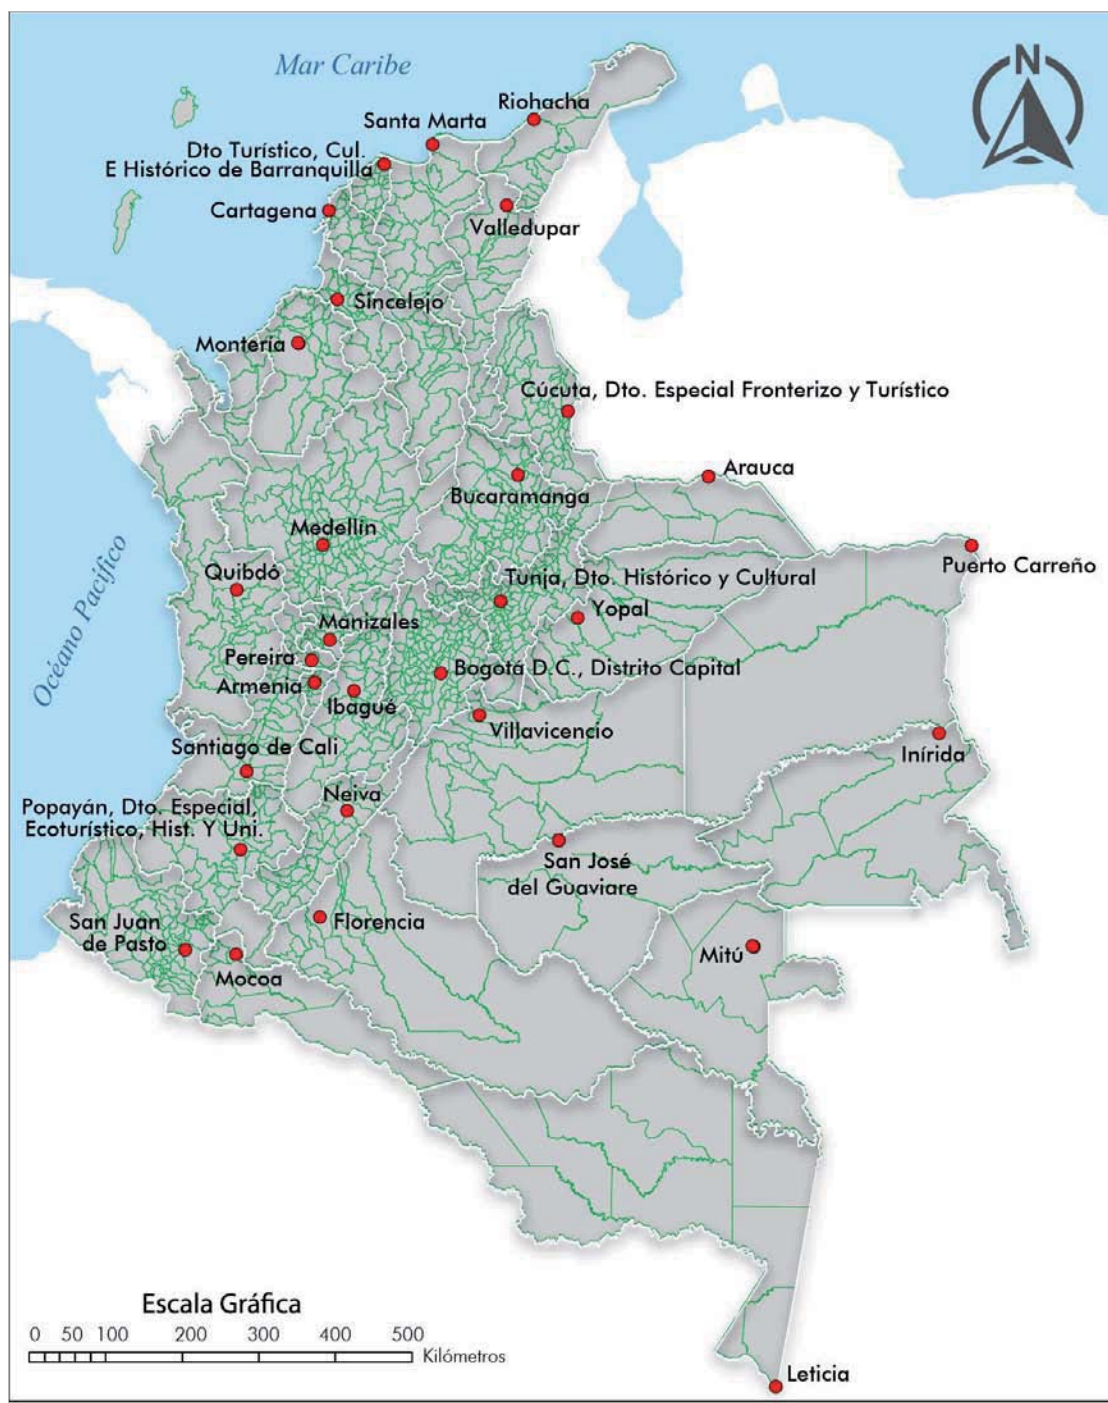 N
Mar Caribe
Riohacha
Santa Marta
Dto Turístico, Cul.
E Histórico de Barranquilla
Cartagena
Valledupar
Sincelejo
Montería
Cúcuta, Dto. Especial Fronterizo y Turístico
Arauca
Bucaramanga
Medellín
Puerto Carreño
Océano Pacífico
Quibdó
Tunja, Dto. Histórico y Cultural
Yopal
Manizales
Pereira
Bogotá D.C., Distrito Capital
Armenia
Ibagué
Villavicencio
Santiago de Cali
Inírida
Neiva
Popayán, Dto. Especial,
Ecoturístico, Hist. Y Uni.
San José
del Guaviare
San Juan
de Pasto
Florencia
Mitú
Mocoa
Escala Gráfica
0 50 100 200 300 400 500
Kilómetros
Leticia